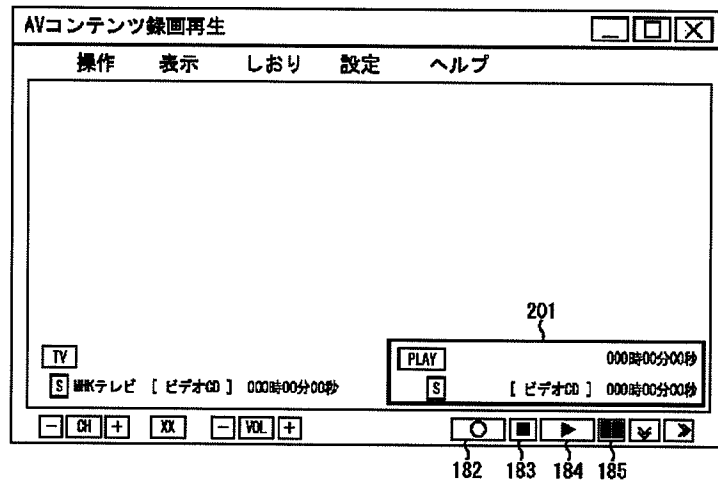 AVコンテンツ録画再生
操作 表示 しおり 設定 ヘルプ
201
TV PLAY 000時00分00秒
S MHKテレビ [ ビデオCD ] 000時00分00秒 S [ ビデオCD ] 000時00分00秒
− CH + XX − VOL +
182 183 184 185